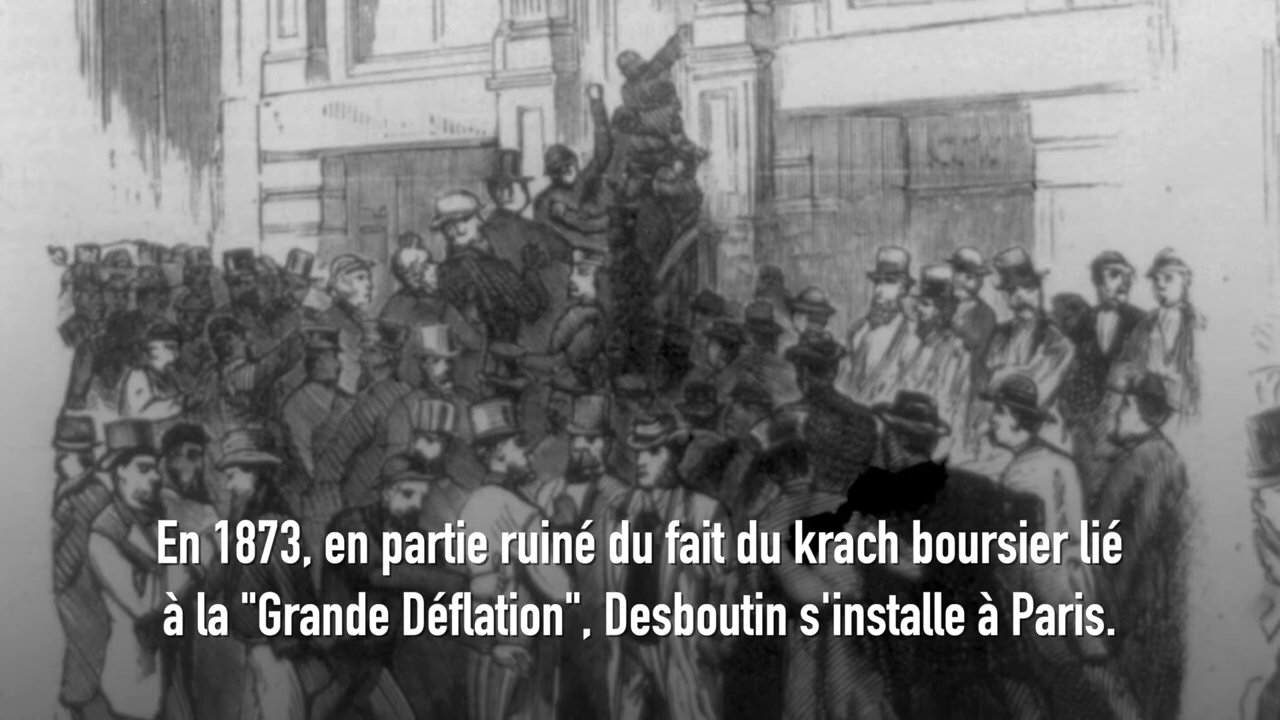 En 1873, en partie ruiné du fait du krach boursier lié
à la "Grande Déflation", Desboutin s'installe à Paris.